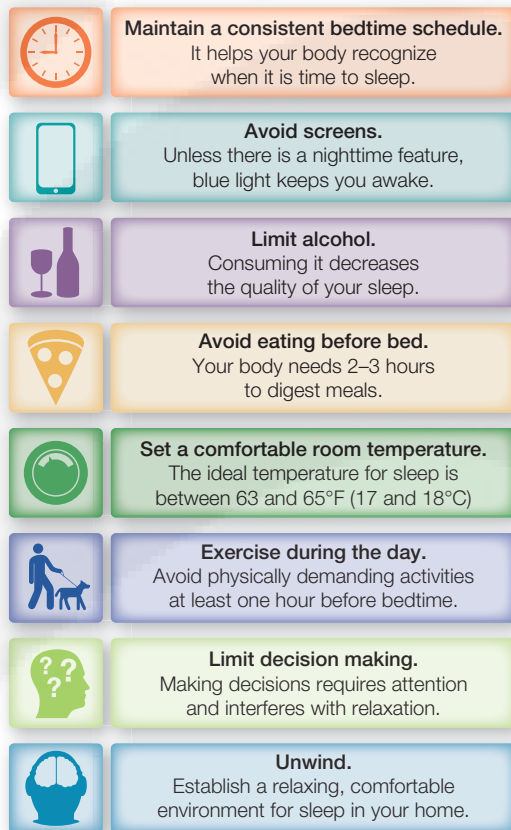 Maintain a consistent bedtime schedule.
It helps your body recognize
when it is time to sleep.
Avoid screens.
Unless there is a nighttime feature,
blue light keeps you awake.
Limit alcohol.
Consuming it decreases
the quality of your sleep.
Avoid eating before bed.
Your body needs 2–3 hours
to digest meals.
Set a comfortable room temperature.
The ideal temperature for sleep is
between 63 and 65°F (17 and 18°C)
Exercise during the day.
Avoid physically demanding activities
at least one hour before bedtime.
? ? ?
Limit decision making.
Making decisions requires attention
and interferes with relaxation.
Unwind.
Establish a relaxing, comfortable
environment for sleep in your home.